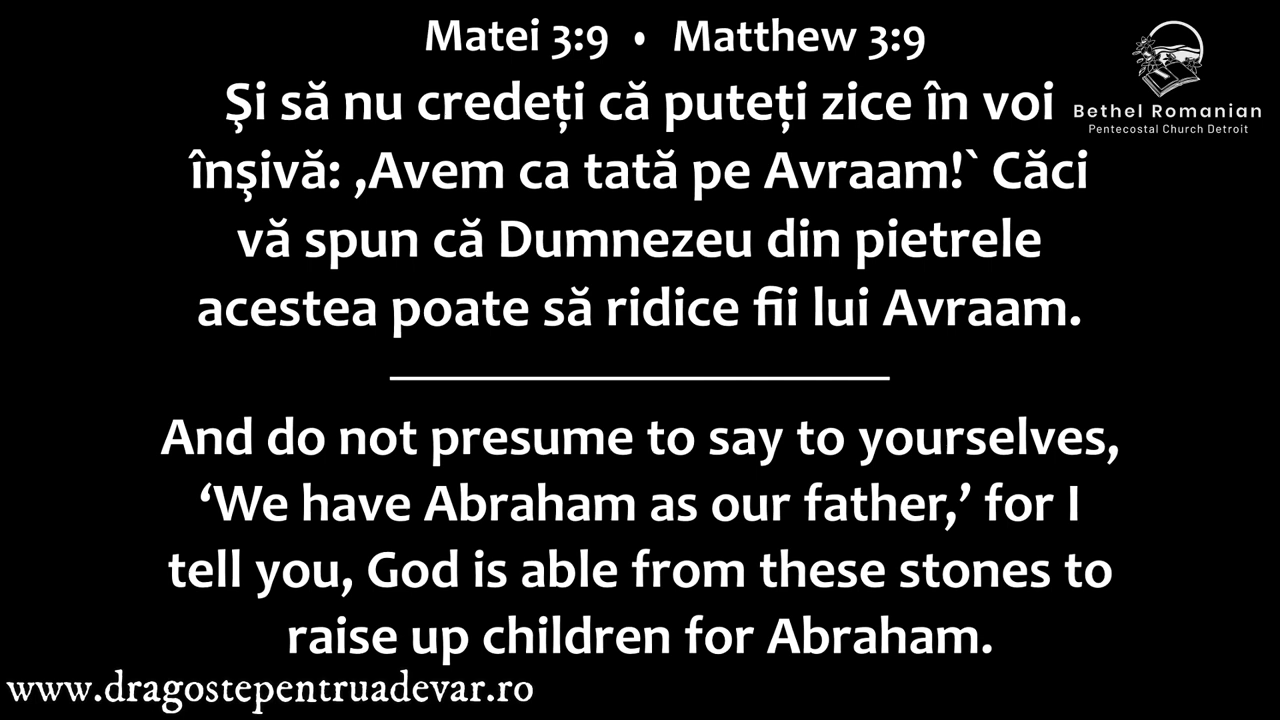 Matei 3:9 • Matthew 3:9
Şi să nu credeți că puteți zice în voi
înşivă: ,Avem ca tată pe Avraam!` Căci
vă spun că Dumnezeu din pietrele
acestea poate să ridice fii lui Avraam.
And do not presume to say to yourselves,
‘We have Abraham as our father,’ for I
tell you, God is able from these stones to
raise up children for Abraham.
Bethel Romanian
Pentecostal Church Detroit
www.dragostepentruadevar.ro